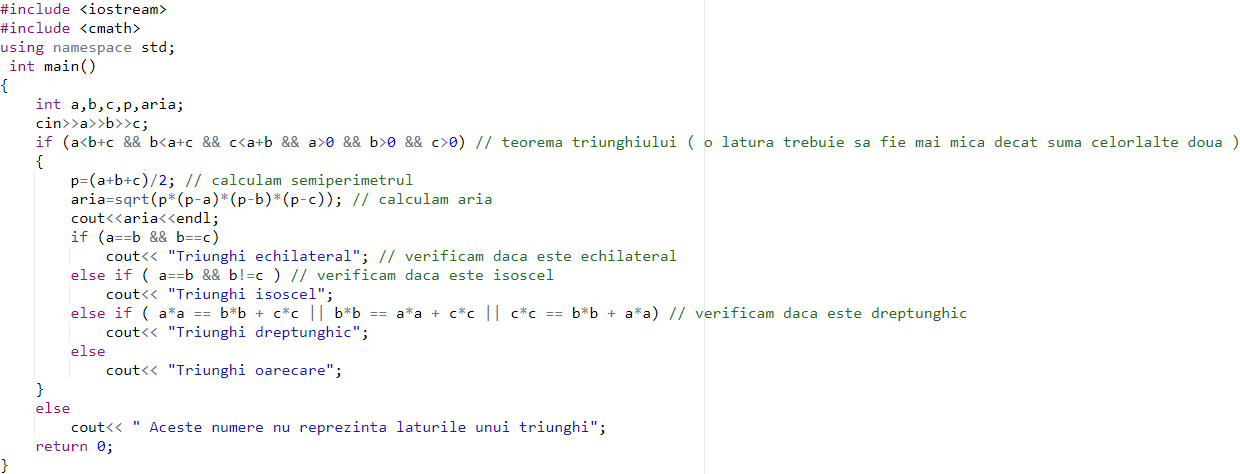 #include <iostream>
#include <cmath>
using namespace std;
 int main()
{
    int a,b,c,p,aria;
    cin>>a>>b>>c;
    if (a<b+c && b<a+c && c<a+b && a>0 && b>0 && c>0) // teorema triunghiului ( o latura trebuie sa fie mai mica decat suma celorlalte doua )
    {
        p=(a+b+c)/2; // calculam semiperimetrul
        aria=sqrt(p*(p-a)*(p-b)*(p-c)); // calculam aria
        cout<<aria<<endl;
        if (a==b && b==c)
            cout<< "Triunghi echilateral"; // verificam daca este echilateral
        else if ( a==b && b!=c ) // verificam daca este isoscel
            cout<< "Triunghi isoscel";
        else if ( a*a == b*b + c*c || b*b == a*a + c*c || c*c == b*b + a*a) // verificam daca este dreptunghic
            cout<< "Triunghi dreptunghic";
        else
            cout<< "Triunghi oarecare";
    }
    else
        cout<< " Aceste numere nu reprezinta laturile unui triunghi";
    return 0;
}